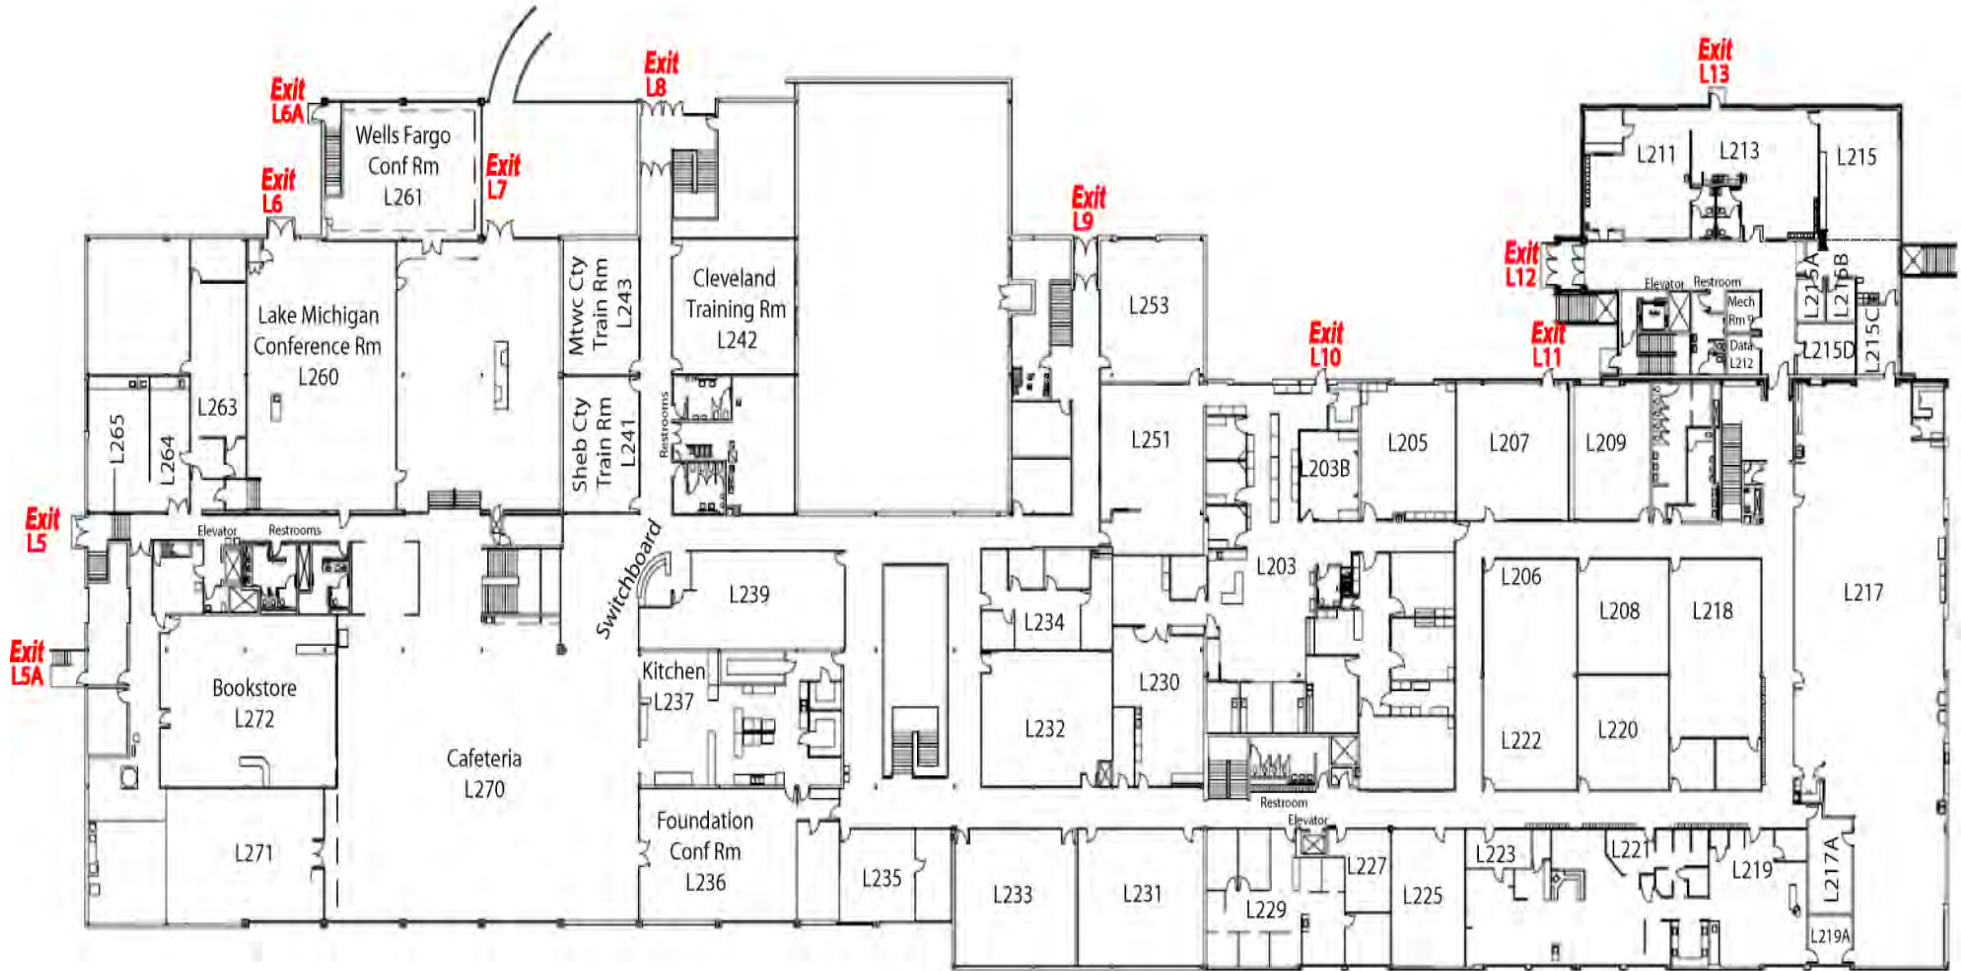 Exit
L13
Exit
L8
Exit
L6A
Wells Fargo
Conf Rm
L261
Exit
L7
Exit
L6
Exit
L9
L211
L213
L215
Exit
L12
Elevator
Restroom
Mech
Rm 9
Data
L212
L215A
L215B
L215C
L215D
Mtwc Cty
Train Rm
L243
Cleveland
Training Rm
L242
L253
Lake Michigan
Conference Rm
L260
Exit
L10
Exit
L11
L263
L265
L264
Sheb Cty
Train Rm
L241
Restrooms
L251
L203B
L205
L207
L209
Exit
L5
Elevator
Restrooms
Switchboard
L239
L234
L203
L206
L208
L218
L217
Exit
L5A
Bookstore
L272
Kitchen
L237
L232
L230
L222
L220
Cafeteria
L270
Restroom
Elevator
Foundation
Conf Rm
L236
L271
L235
L233
L231
L229
L227
L225
L223
L221
L219
L217A
L219A